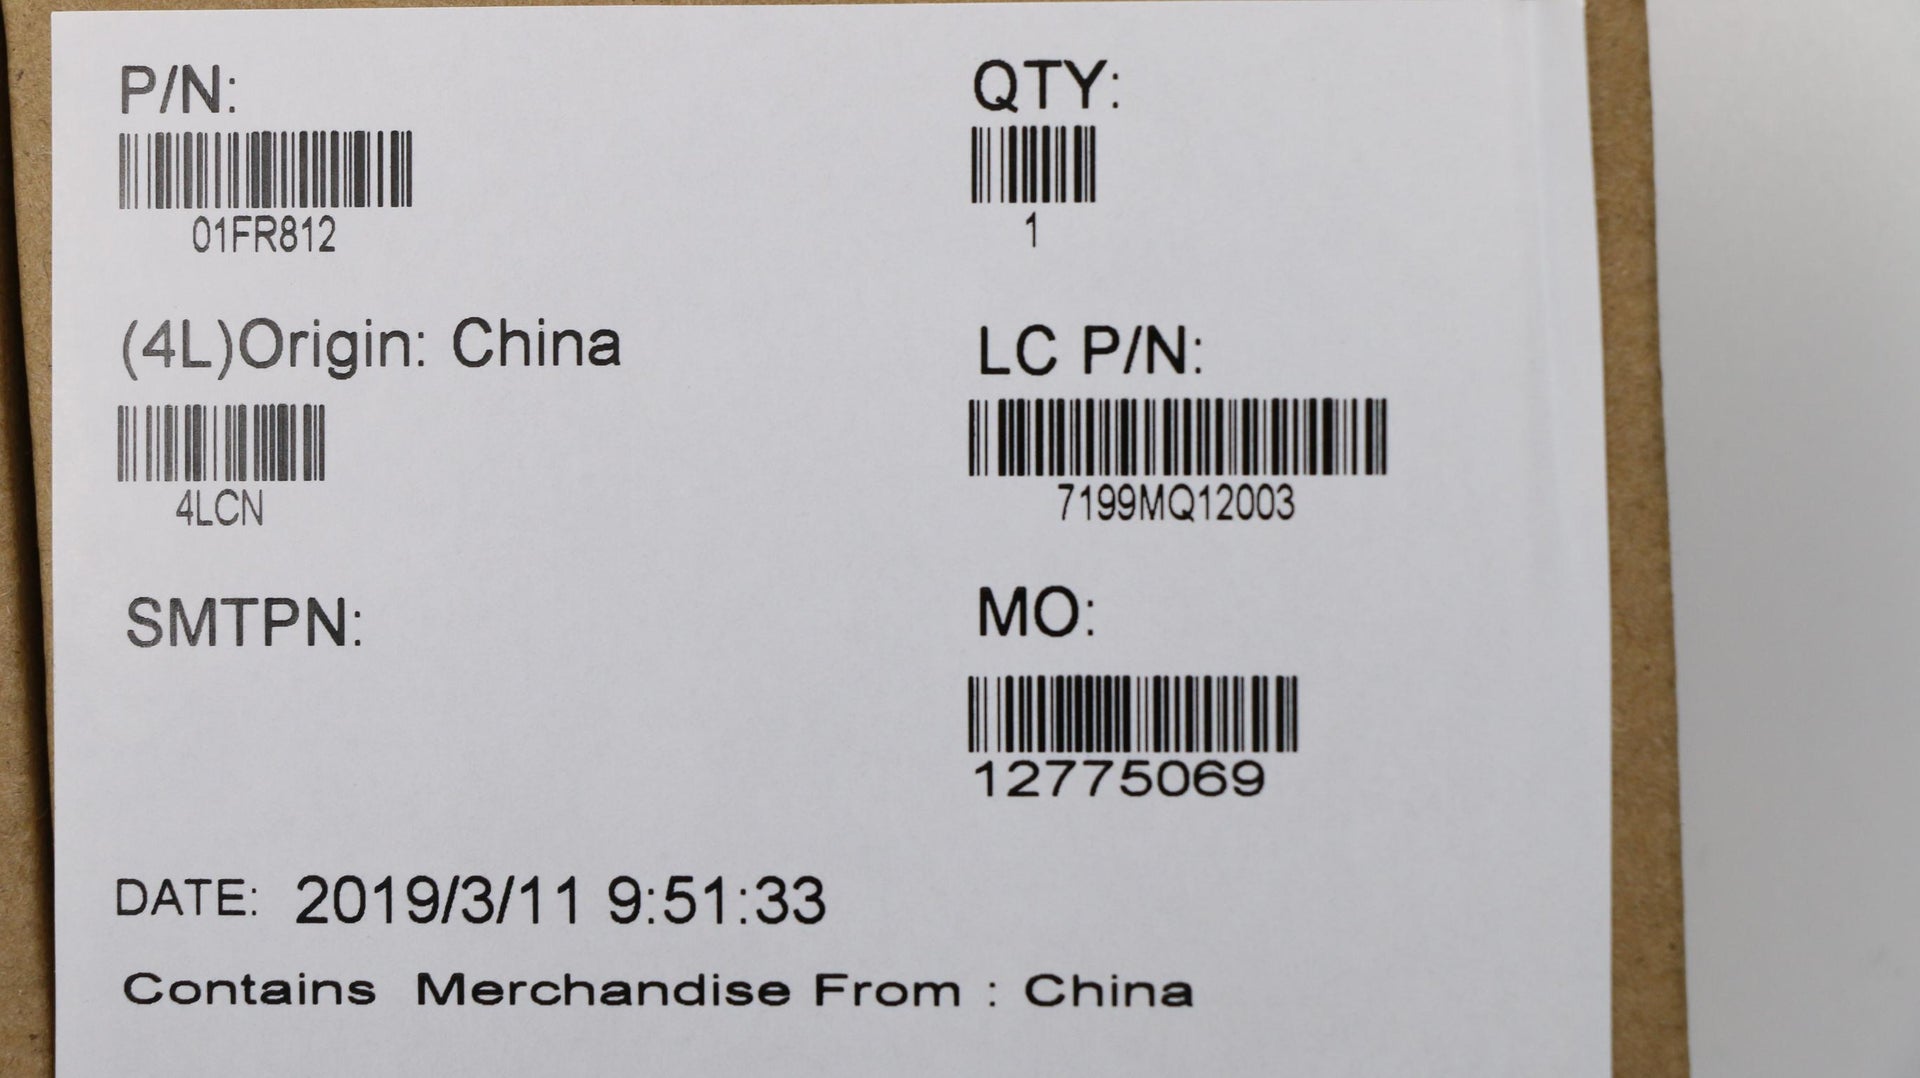 P/N:
01FR812
QTY:
1
(4L)Origin: China
4LCN
LC P/N:
7199MQ12003
SMTPN:
MO:
12775069
DATE: 2019/3/11 9:51:33
Contains Merchandise From : China